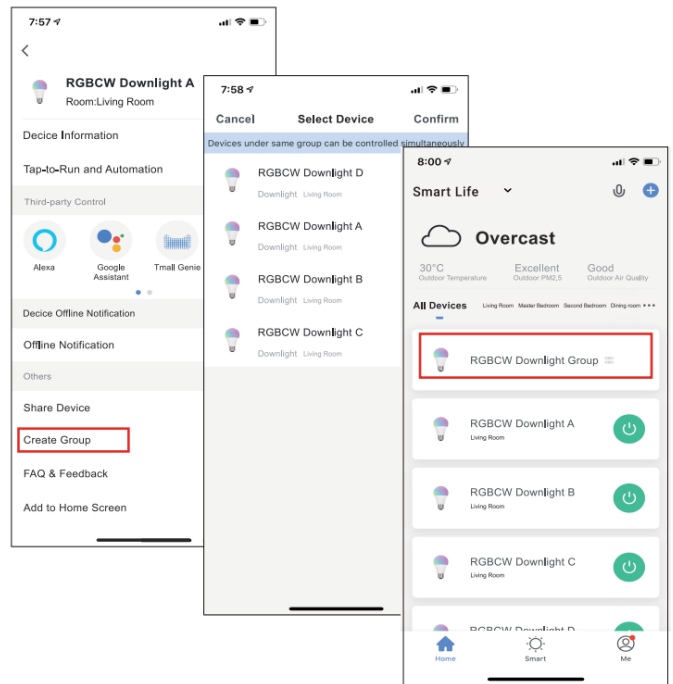 7:57
RGBCW Downlight A
Room:Living Room
Decice Information
Tap-to-Run and Automation
Third-party Control
Alexa
Google Assistant
Tmall Genie
Decice Offline Notification
Offline Notification
Others
Share Device
Create Group
FAQ & Feedback
Add to Home Screen
7:58
Cancel Select Device Confirm
Devices under same group can be controlled simultaneously
RGBCW Downlight D
Downlight Living Room
RGBCW Downlight A
Downlight Living Room
RGBCW Downlight B
Downlight Living Room
RGBCW Downlight C
Downlight Living Room
8:00
Smart Life
Overcast
30°C Excellent Good
Outdoor Temperature Outdoor PM2,5 Outdoor Air Quality
All Devices Living Room Master Bedroom Second Bedroom Dining room
RGBCW Downlight Group
RGBCW Downlight A
Living Room
RGBCW Downlight B
Living Room
RGBCW Downlight C
Living Room
RGBCW Downlight D
Home Smart Me